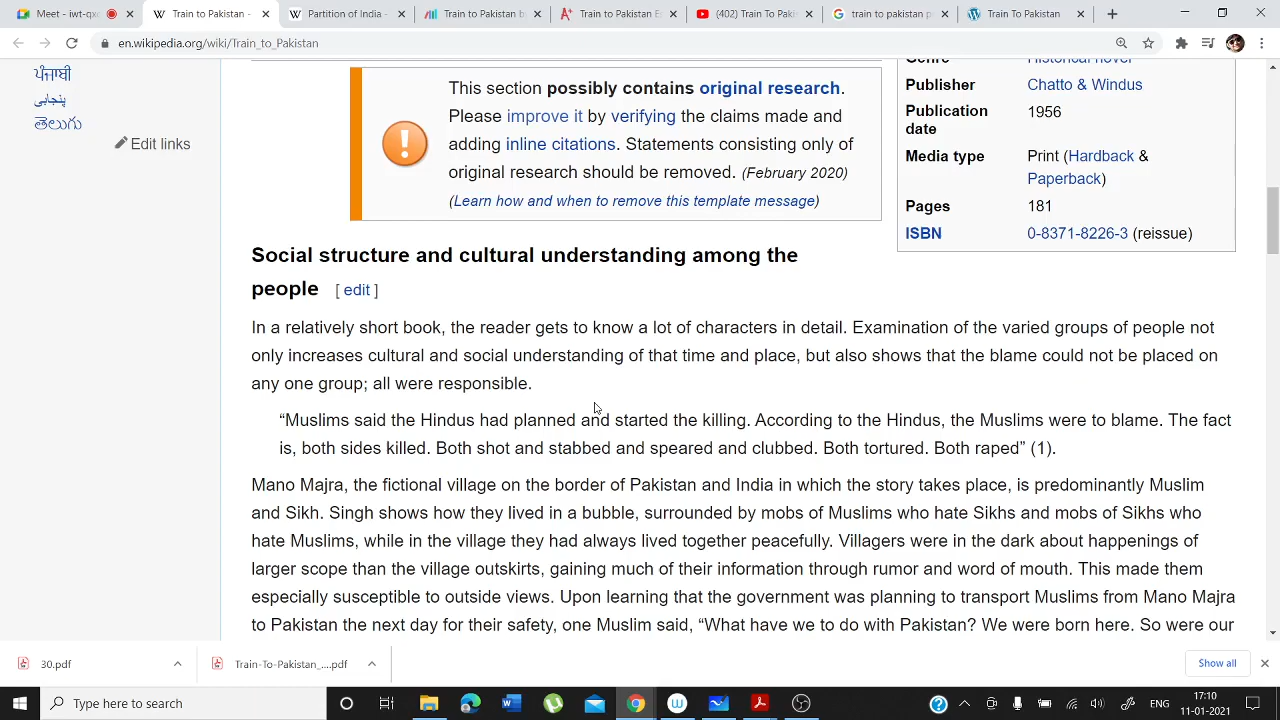 Meet - iwt-qx
Train to Pakistan -
Partition of India -
Train to Pakistan b
Train to Pakistan Es
(402) Train To Pakist
train to pakistan p
Train To Pakistan
en.wikipedia.org/wiki/Train_to_Pakistan
ਪੰਜਾਬੀ
پنجابی
తెలుగు
Edit links
This section possibly contains original research.
Please improve it by verifying the claims made and
adding inline citations. Statements consisting only of
original research should be removed. (February 2020)
(Learn how and when to remove this template message)
Genre Historical novel
Publisher Chatto & Windus
Publication 1956
date
Media type Print (Hardback &
Paperback)
Pages 181
ISBN 0-8371-8226-3 (reissue)
Social structure and cultural understanding among the
people [ edit ]
In a relatively short book, the reader gets to know a lot of characters in detail. Examination of the varied groups of people not
only increases cultural and social understanding of that time and place, but also shows that the blame could not be placed on
any one group; all were responsible.
“Muslims said the Hindus had planned and started the killing. According to the Hindus, the Muslims were to blame. The fact
is, both sides killed. Both shot and stabbed and speared and clubbed. Both tortured. Both raped” (1).
Mano Majra, the fictional village on the border of Pakistan and India in which the story takes place, is predominantly Muslim
and Sikh. Singh shows how they lived in a bubble, surrounded by mobs of Muslims who hate Sikhs and mobs of Sikhs who
hate Muslims, while in the village they had always lived together peacefully. Villagers were in the dark about happenings of
larger scope than the village outskirts, gaining much of their information through rumor and word of mouth. This made them
especially susceptible to outside views. Upon learning that the government was planning to transport Muslims from Mano Majra
to Pakistan the next day for their safety, one Muslim said, “What have we to do with Pakistan? We were born here. So were our
30.pdf
Train-To-Pakistan_....pdf
Show all
Type here to search
ENG
17:10
11-01-2021